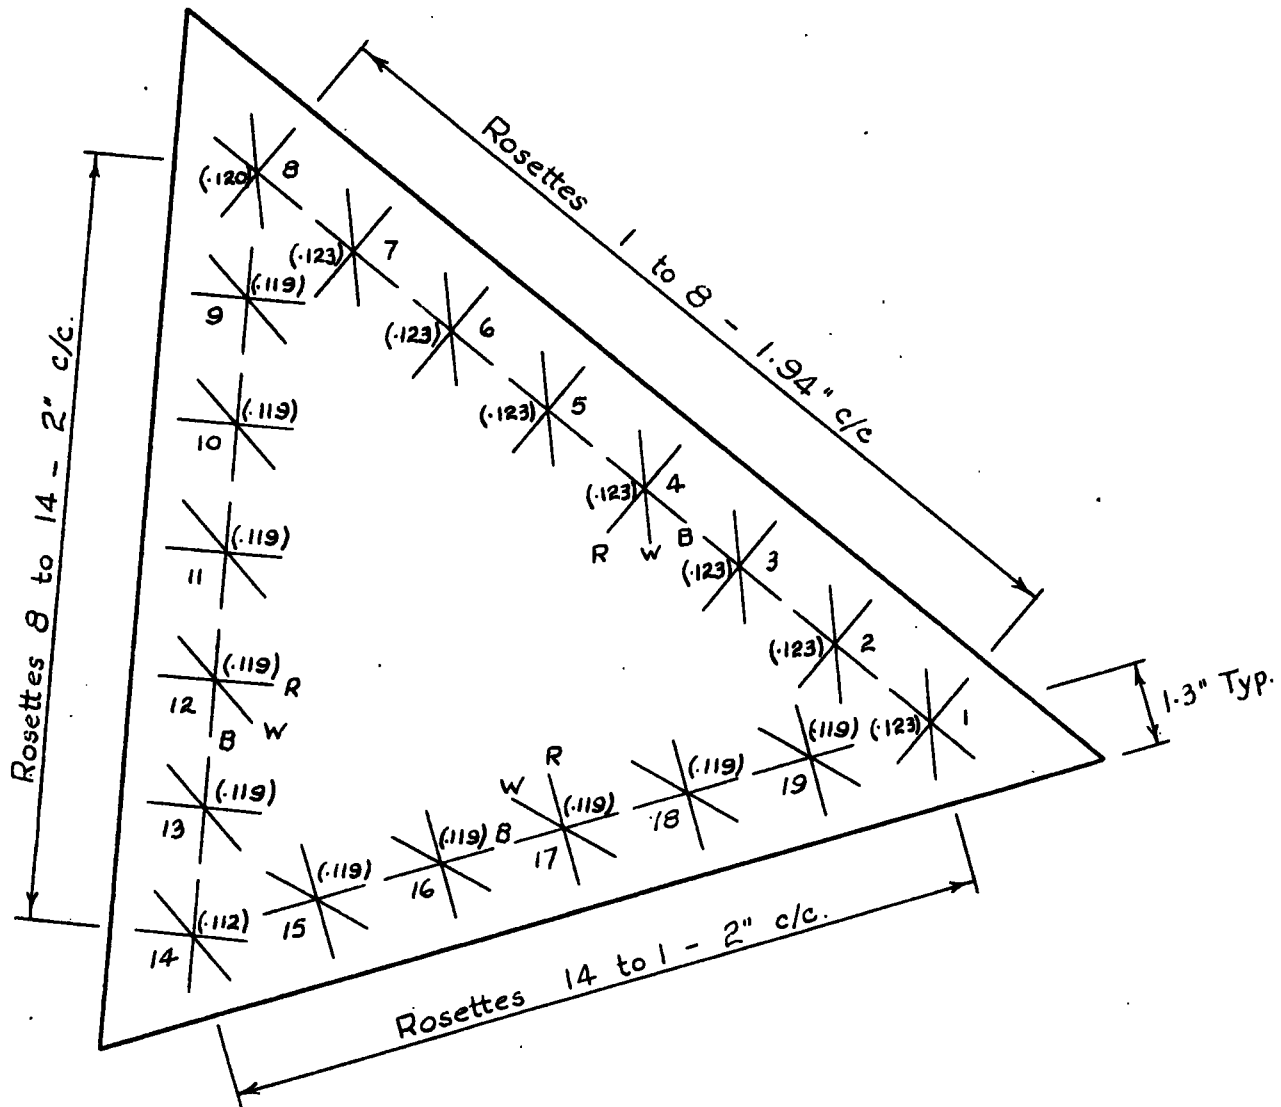 Rosettes 1 to 8 - 1.94" c/c
(.120) 8
(.123) 7
(.119)
9
(.123) 6
Rosettes 8 to 14 - 2" c/c.
(.119)
10
(.123) 5
(.123) 4
R W B
(.119)
11
(.123) 3
(.123) 2
(.119)
12 R
B W
(.123) 1
1.3" Typ.
(.119)
19
(.119)
13
R
W (.119)
B 17
(.119)
18
(.119)
16
(.119)
15
(.112)
14
Rosettes 14 to 1 - 2" c/c.